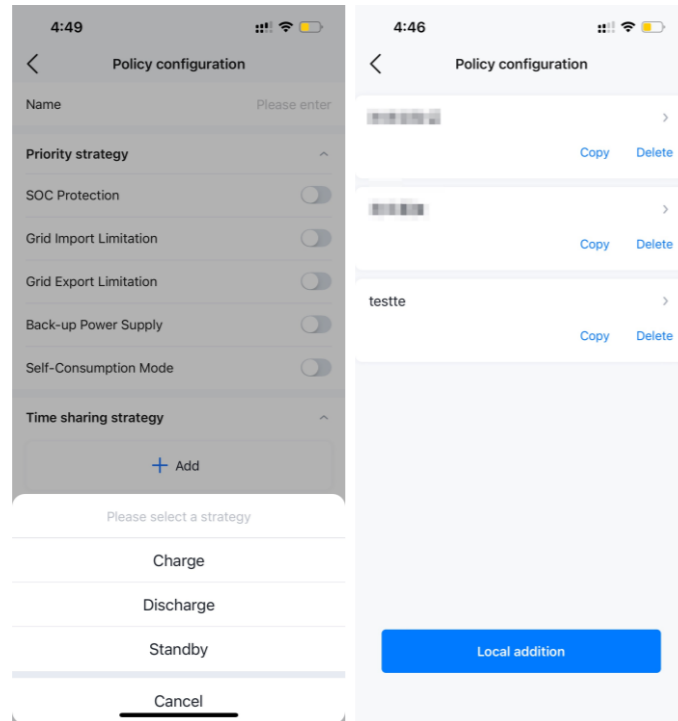 4:49
Policy configuration
Name Please enter
Priority strategy
SOC Protection
Grid Import Limitation
Grid Export Limitation
Back-up Power Supply
Self-Consumption Mode
Time sharing strategy
+ Add
Please select a strategy
Charge
Discharge
Standby
Cancel
4:46
Policy configuration
Copy Delete
Copy Delete
testte
Copy Delete
Local addition